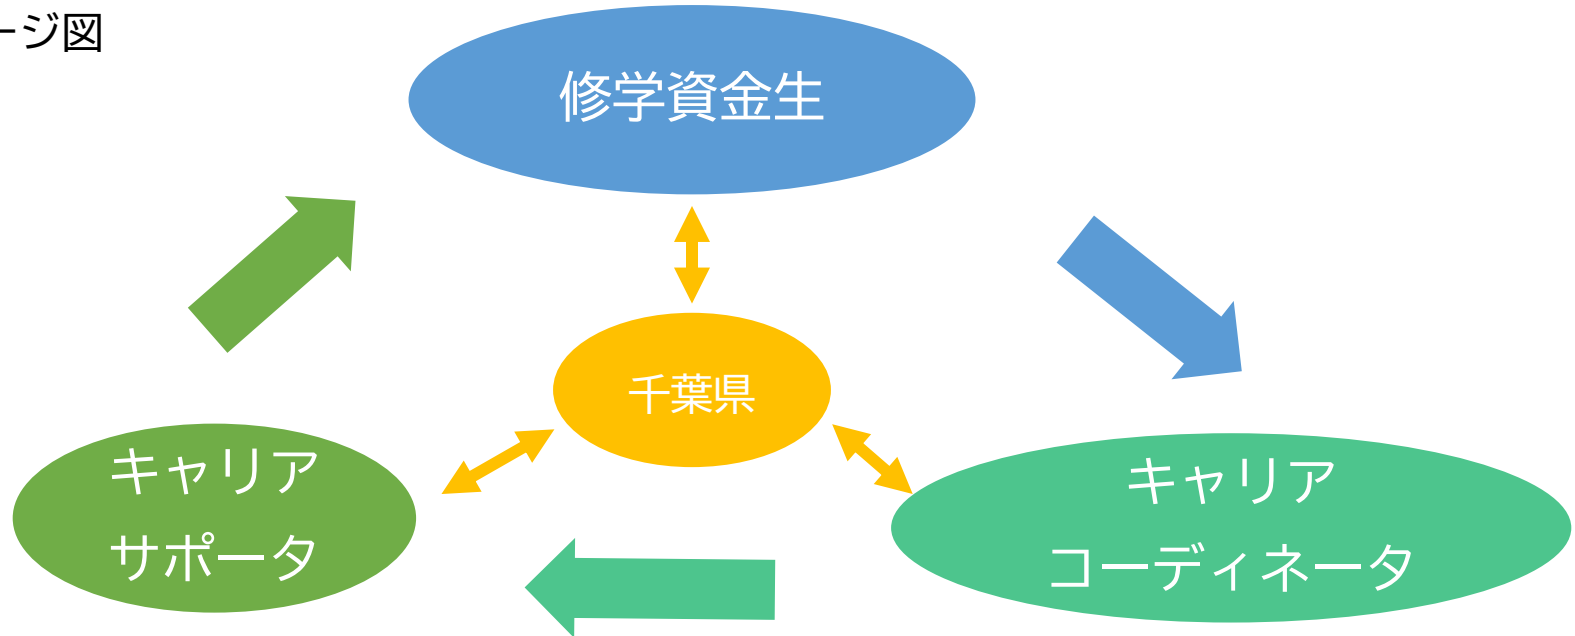 ージ図
修学資金生
千葉県
キャリア
サポータ
キャリア
コーディネータ